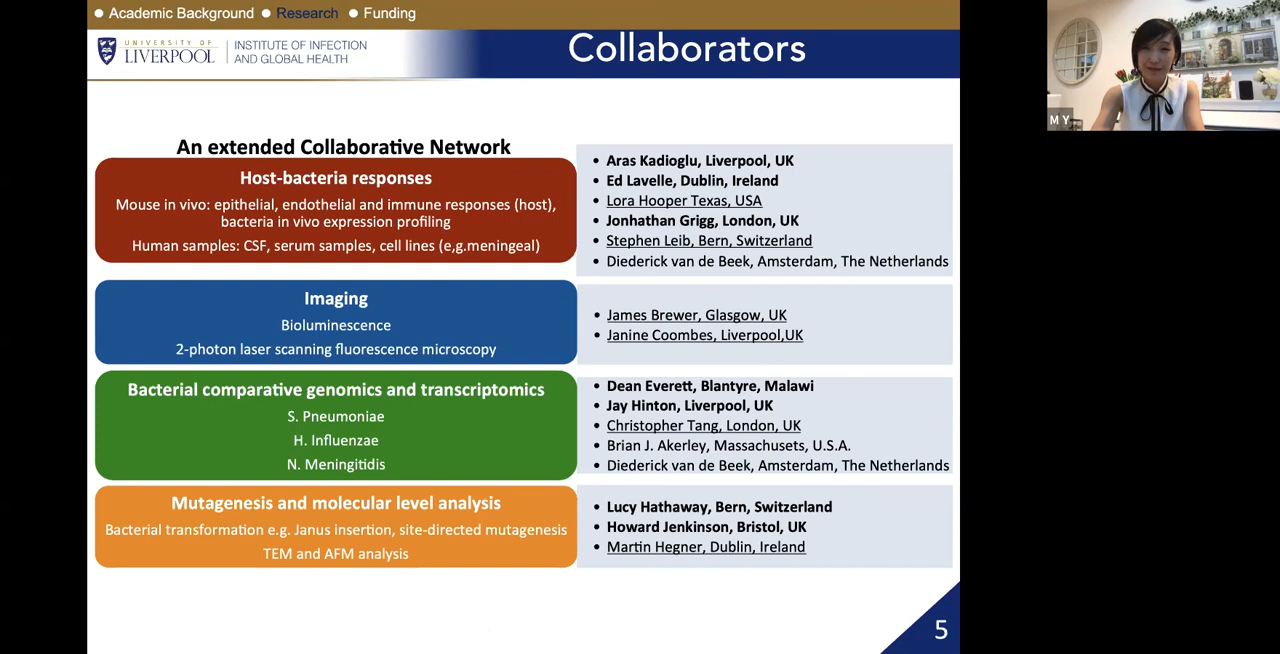 ● Academic Background ● Research ● Funding
UNIVERSITY OF
LIVERPOOL
INSTITUTE OF INFECTION
AND GLOBAL HEALTH
Collaborators
M Y
An extended Collaborative Network
Host-bacteria responses
Mouse in vivo: epithelial, endothelial and immune responses (host),
bacteria in vivo expression profiling
Human samples: CSF, serum samples, cell lines (e,g.meningeal)
• Aras Kadioglu, Liverpool, UK
• Ed Lavelle, Dublin, Ireland
• Lora Hooper Texas, USA
• Jonhathan Grigg, London, UK
• Stephen Leib, Bern, Switzerland
• Diederick van de Beek, Amsterdam, The Netherlands
Imaging
Bioluminescence
2-photon laser scanning fluorescence microscopy
• James Brewer, Glasgow, UK
• Janine Coombes, Liverpool,UK
Bacterial comparative genomics and transcriptomics
S. Pneumoniae
H. Influenzae
N. Meningitidis
• Dean Everett, Blantyre, Malawi
• Jay Hinton, Liverpool, UK
• Christopher Tang, London, UK
• Brian J. Akerley, Massachusets, U.S.A.
• Diederick van de Beek, Amsterdam, The Netherlands
Mutagenesis and molecular level analysis
Bacterial transformation e.g. Janus insertion, site-directed mutagenesis
TEM and AFM analysis
• Lucy Hathaway, Bern, Switzerland
• Howard Jenkinson, Bristol, UK
• Martin Hegner, Dublin, Ireland
5